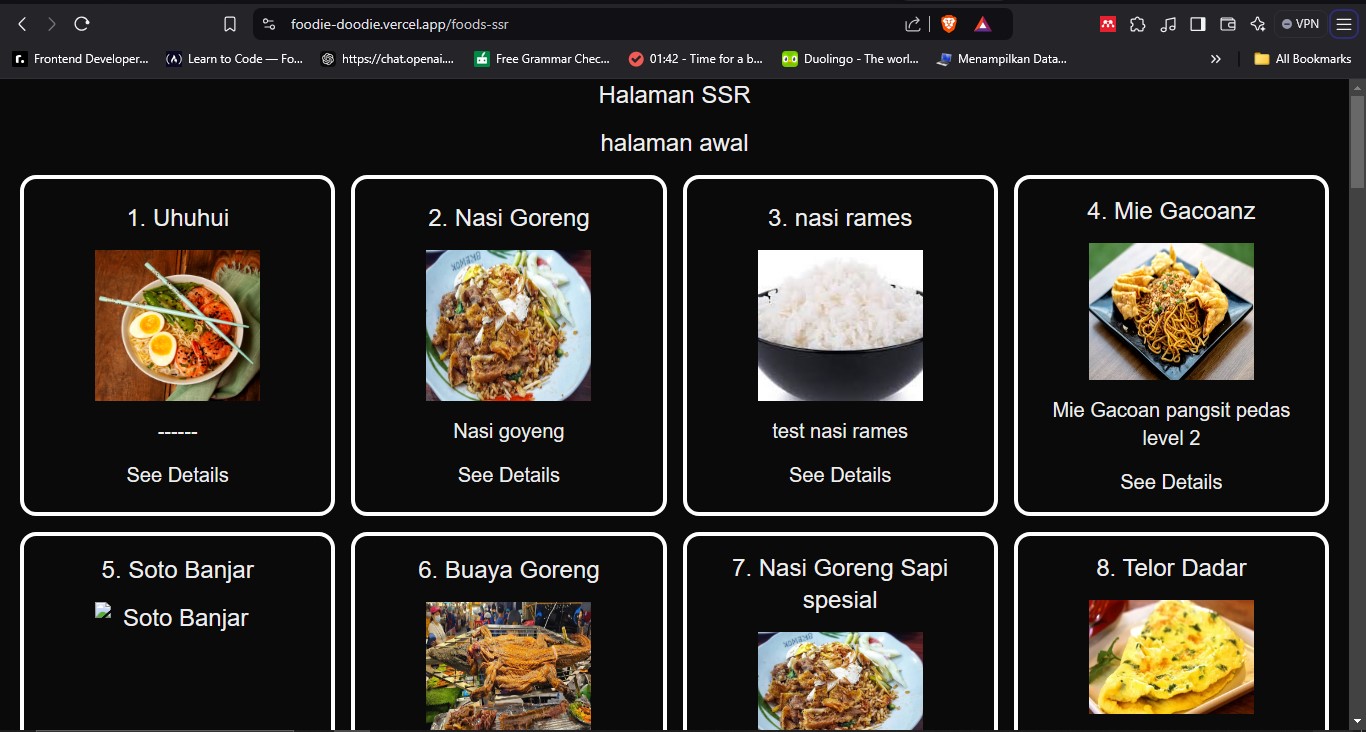 foodie-doodie.vercel.app/foods-ssr
VPN
Frontend Developer...
Learn to Code — Fo...
https://chat.openai....
Free Grammar Chec...
01:42 - Time for a b...
Duolingo - The worl...
Menampilkan Data...
»
All Bookmarks
Halaman SSR
halaman awal
1. Uhuhui
2. Nasi Goreng
3. nasi rames
4. Mie Gacoanz
------
Nasi goyeng
test nasi rames
Mie Gacoan pangsit pedas
level 2
See Details
See Details
See Details
See Details
5. Soto Banjar
6. Buaya Goreng
7. Nasi Goreng Sapi
spesial
8. Telor Dadar
Soto Banjar